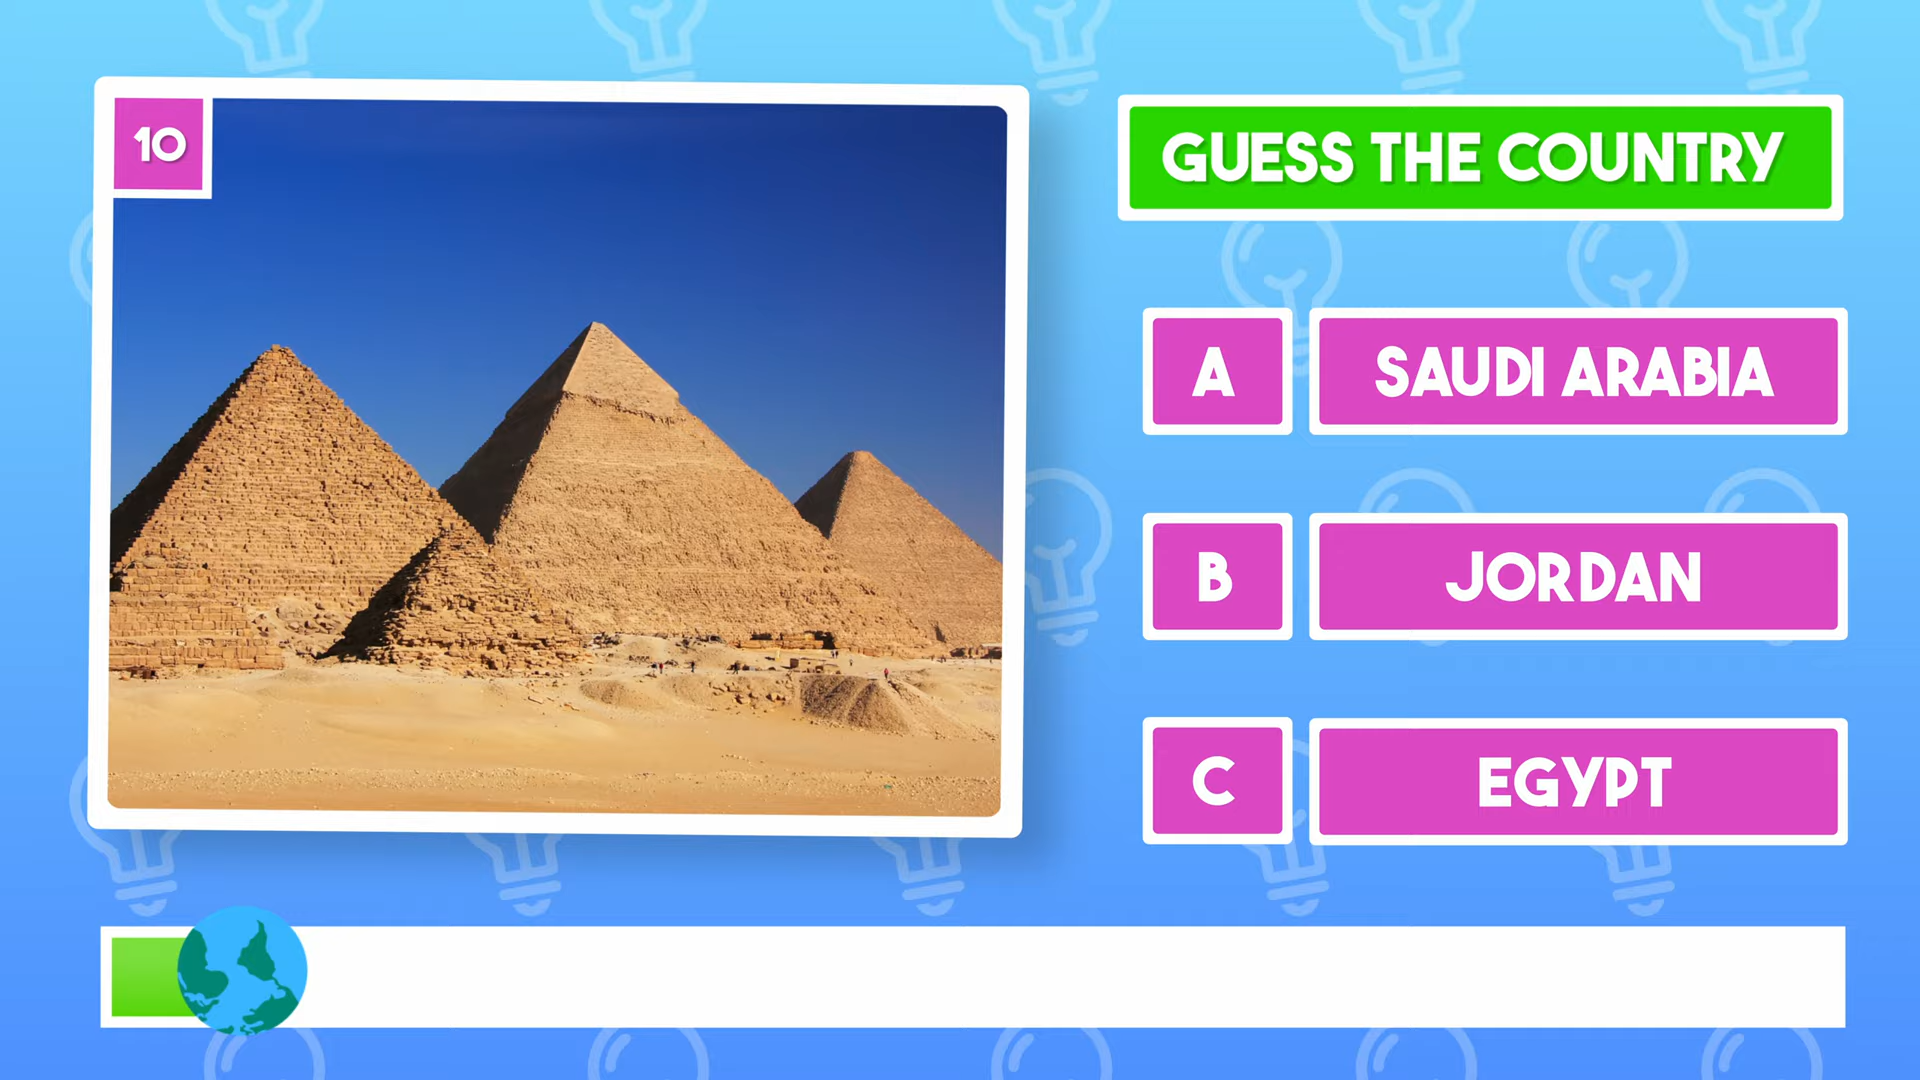 10
GUESS THE COUNTRY
A
SAUDI ARABIA
B
JORDAN
C
EGYPT